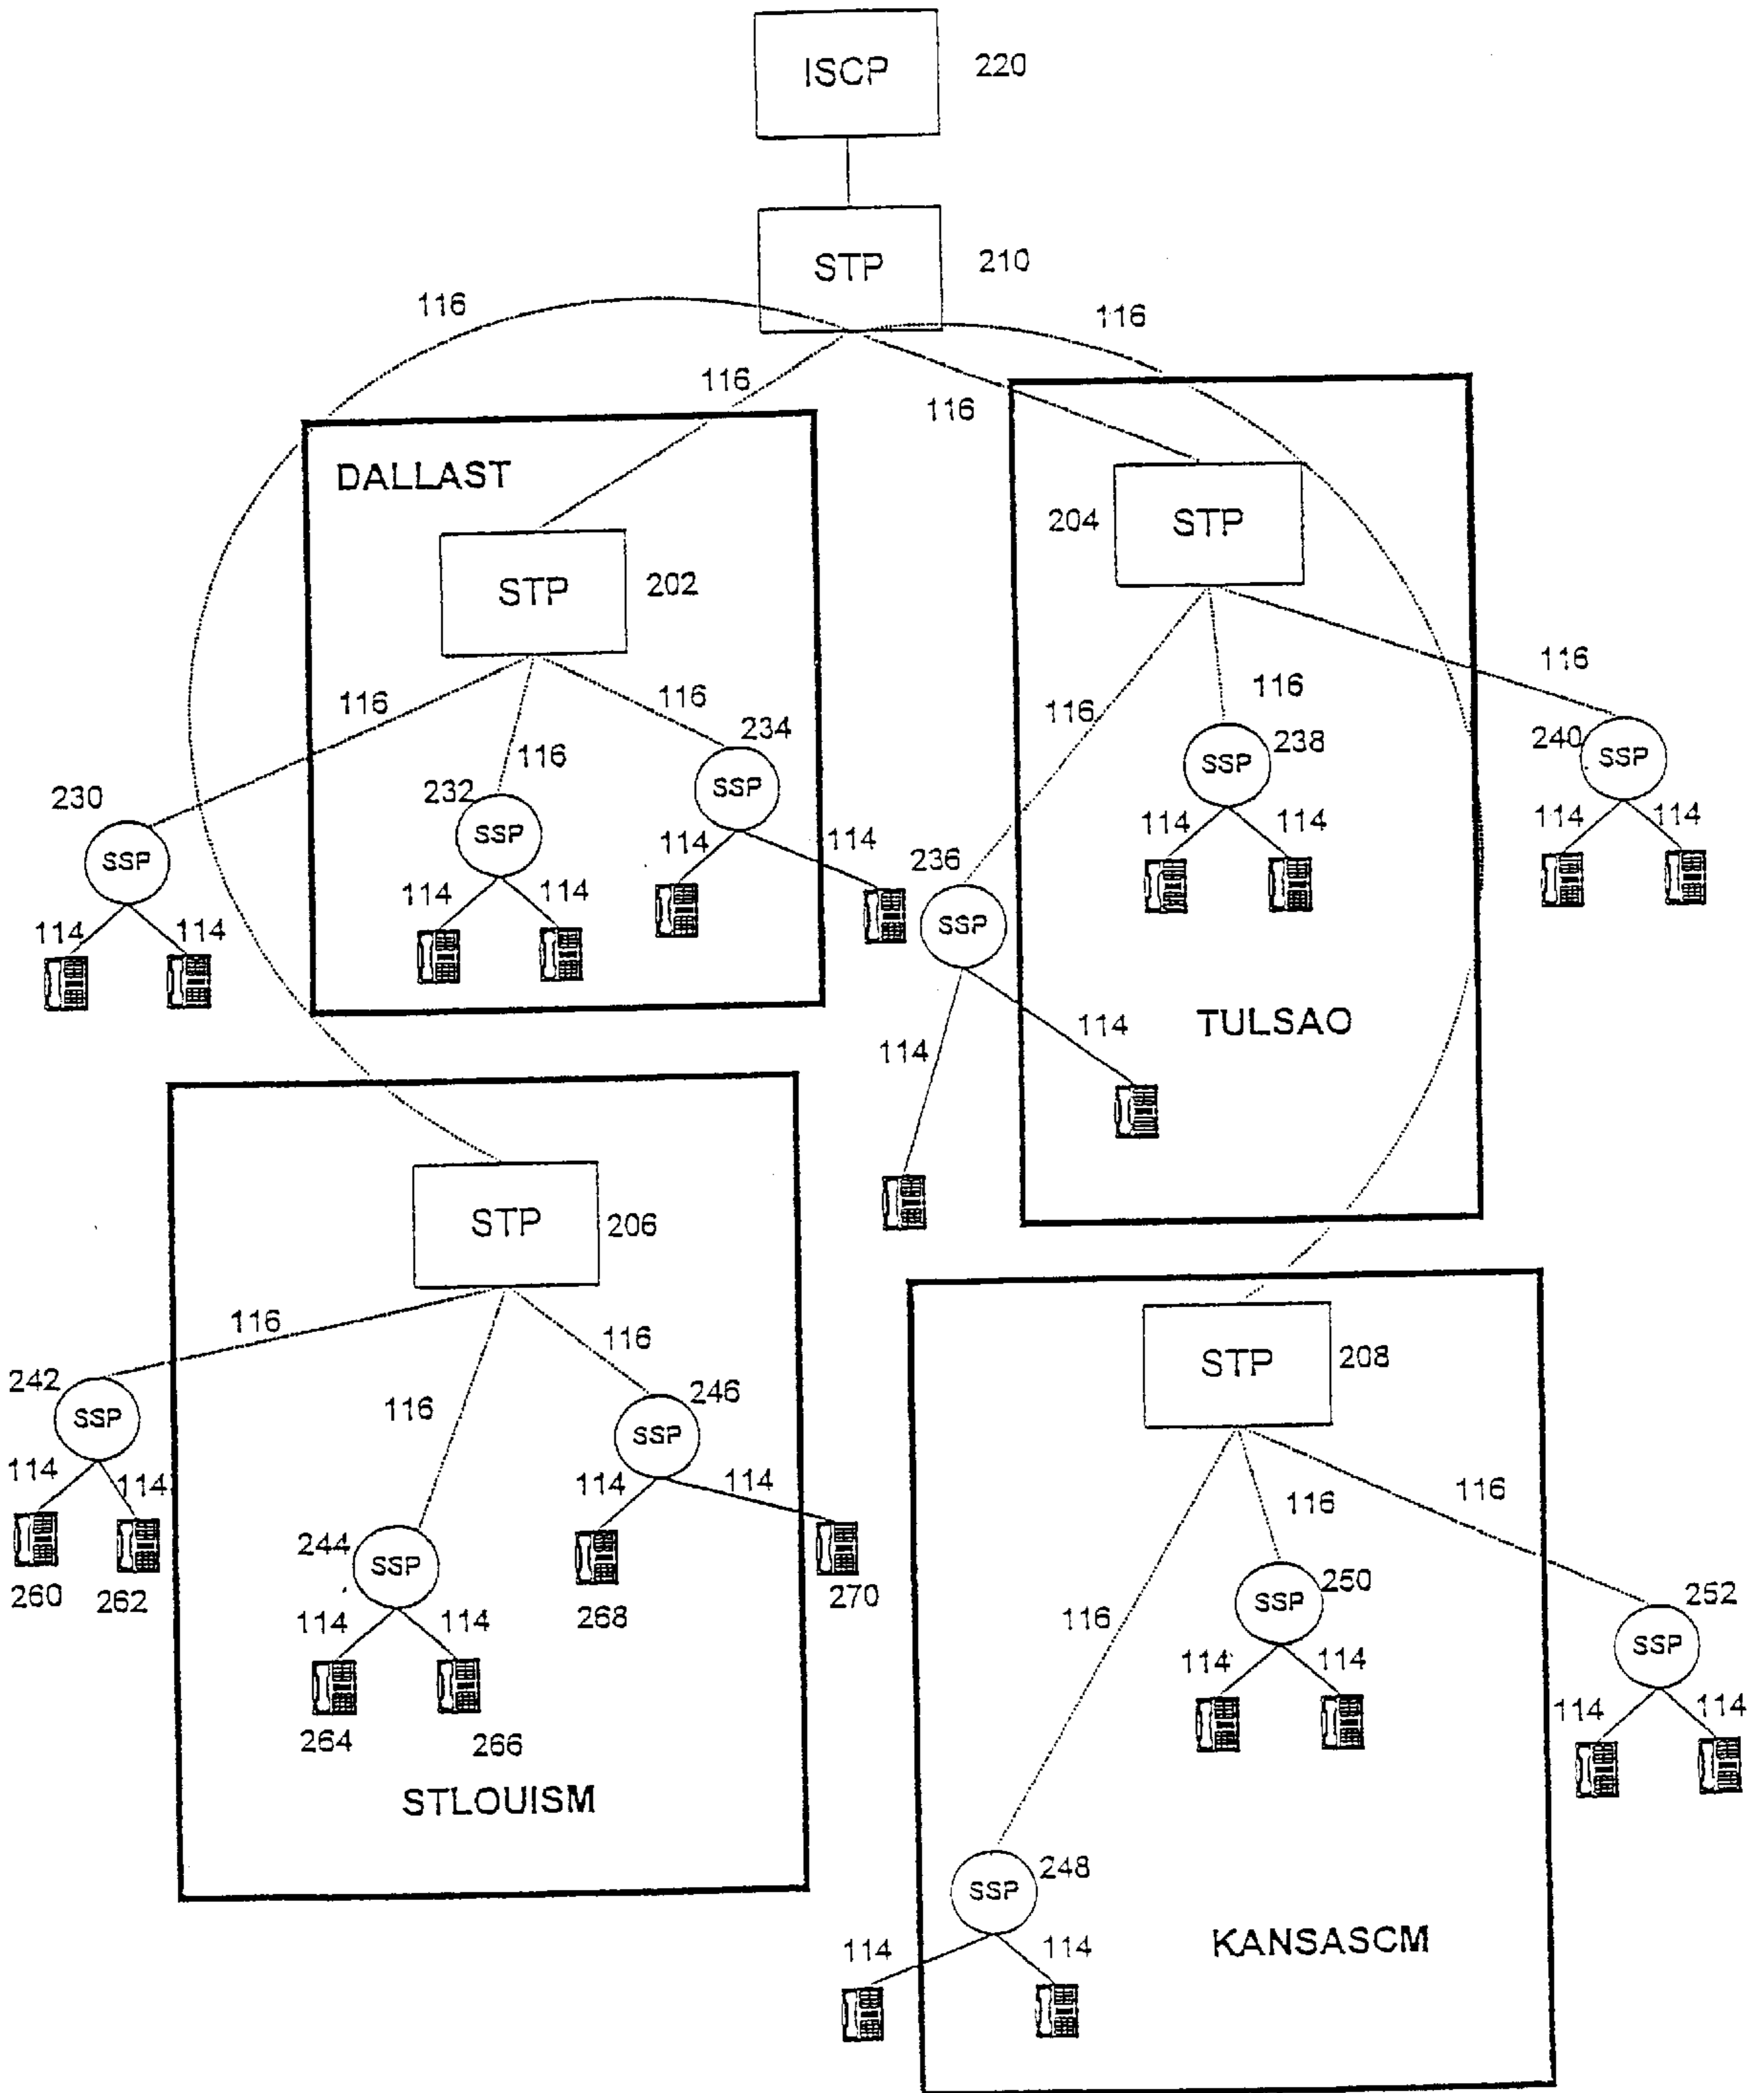 ISCP 220
STP 210
116 116
116
116
DALLAST
204 STP
STP 202
116
116 116 116 116
234
116 238 240
230 232 SSP SSP SSP
SSP SSP
114 114 114 114
114 114 236
114 114 SSP
114 114
TULSAO
114 114
STP 206
116 116 STP 208
242 246
SSP 116 SSP
114 114 114 114 116 116
244 SSP 250 252
260 262 268 270 SSP
114 114 116 SSP
114 114
264 266 114 114
STLOUISM
248
SSP
KANSASCM
114 114